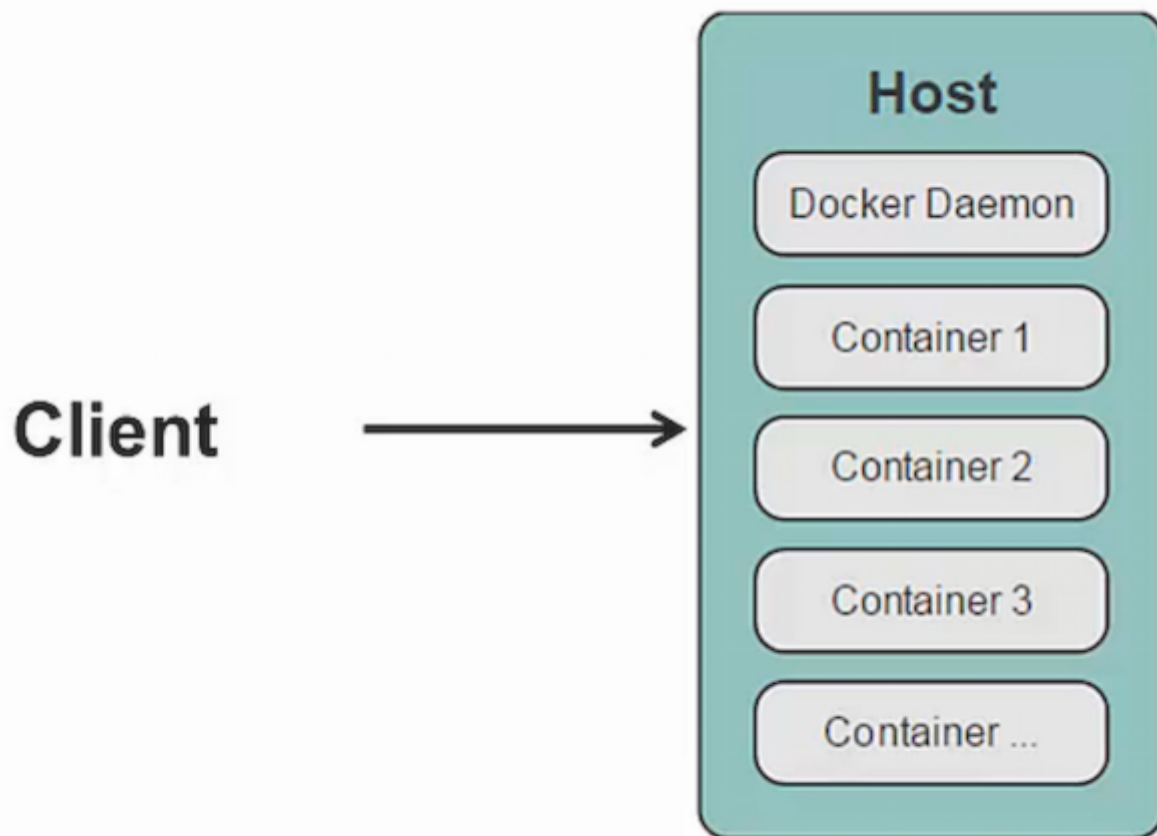 Host
Docker Daemon
Container 1
Client
Container 2
Container 3
Container ...